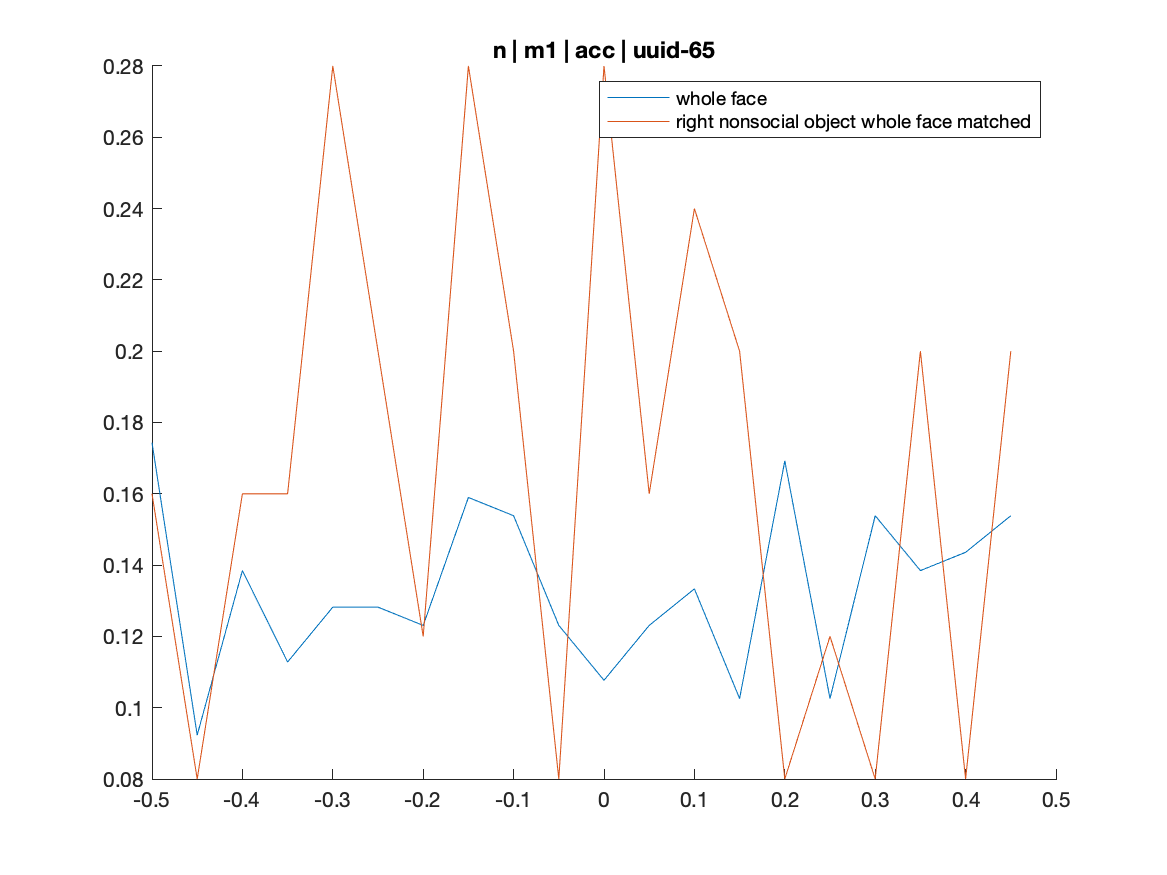 n | m1 | acc | uuid-65
0.28
whole face
right nonsocial object whole face matched
0.26
0.24
0.22
0.2
0.18
0.16
0.14
0.12
0.1
0.08
-0.5 -0.4 -0.3 -0.2 -0.1 0 0.1 0.2 0.3 0.4 0.5